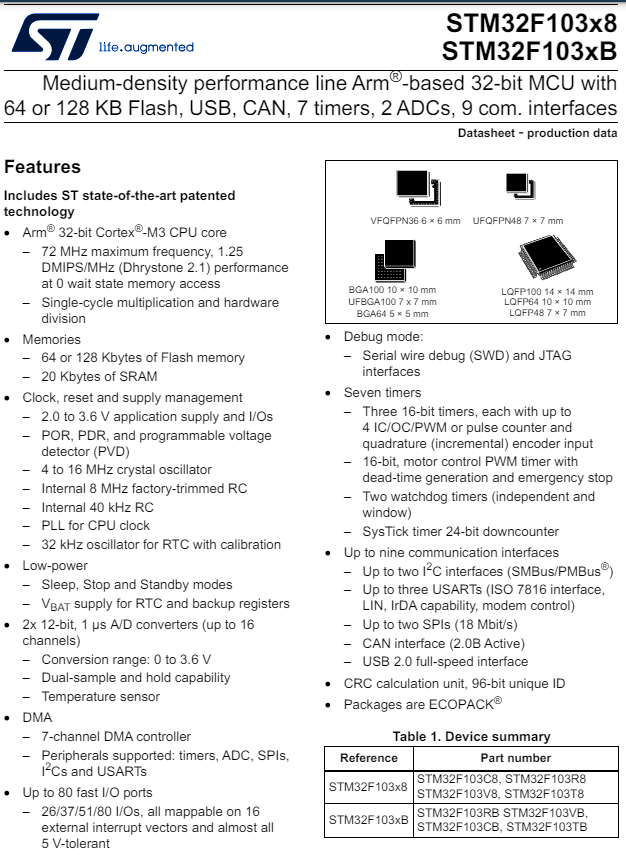 life.augmented
STM32F103x8
STM32F103xB
Medium-density performance line Arm®-based 32-bit MCU with
64 or 128 KB Flash, USB, CAN, 7 timers, 2 ADCs, 9 com. interfaces
Datasheet - production data
Features
Includes ST state-of-the-art patented
technology
• Arm® 32-bit Cortex®-M3 CPU core
– 72 MHz maximum frequency, 1.25
DMIPS/MHz (Dhrystone 2.1) performance
at 0 wait state memory access
– Single-cycle multiplication and hardware
division
• Memories
– 64 or 128 Kbytes of Flash memory
– 20 Kbytes of SRAM
• Clock, reset and supply management
– 2.0 to 3.6 V application supply and I/Os
– POR, PDR, and programmable voltage
detector (PVD)
– 4 to 16 MHz crystal oscillator
– Internal 8 MHz factory-trimmed RC
– Internal 40 kHz RC
– PLL for CPU clock
– 32 kHz oscillator for RTC with calibration
• Low-power
– Sleep, Stop and Standby modes
– VBAT supply for RTC and backup registers
• 2x 12-bit, 1 µs A/D converters (up to 16
channels)
– Conversion range: 0 to 3.6 V
– Dual-sample and hold capability
– Temperature sensor
• DMA
– 7-channel DMA controller
– Peripherals supported: timers, ADC, SPIs,
I2Cs and USARTs
• Up to 80 fast I/O ports
– 26/37/51/80 I/Os, all mappable on 16
external interrupt vectors and almost all
5 V-tolerant
VFQFPN36 6 × 6 mm UFQFPN48 7 × 7 mm
BGA100 10 × 10 mm
UFBGA100 7 x 7 mm
BGA64 5 × 5 mm
LQFP100 14 × 14 mm
LQFP64 10 × 10 mm
LQFP48 7 × 7 mm
• Debug mode:
– Serial wire debug (SWD) and JTAG
interfaces
• Seven timers
– Three 16-bit timers, each with up to
4 IC/OC/PWM or pulse counter and
quadrature (incremental) encoder input
– 16-bit, motor control PWM timer with
dead-time generation and emergency stop
– Two watchdog timers (independent and
window)
– SysTick timer 24-bit downcounter
• Up to nine communication interfaces
– Up to two I2C interfaces (SMBus/PMBus®)
– Up to three USARTs (ISO 7816 interface,
LIN, IrDA capability, modem control)
– Up to two SPIs (18 Mbit/s)
– CAN interface (2.0B Active)
– USB 2.0 full-speed interface
• CRC calculation unit, 96-bit unique ID
• Packages are ECOPACK®
Table 1. Device summary
Reference Part number
STM32F103x8 STM32F103C8, STM32F103R8
STM32F103V8, STM32F103T8
STM32F103xB STM32F103RB STM32F103VB,
STM32F103CB, STM32F103TB